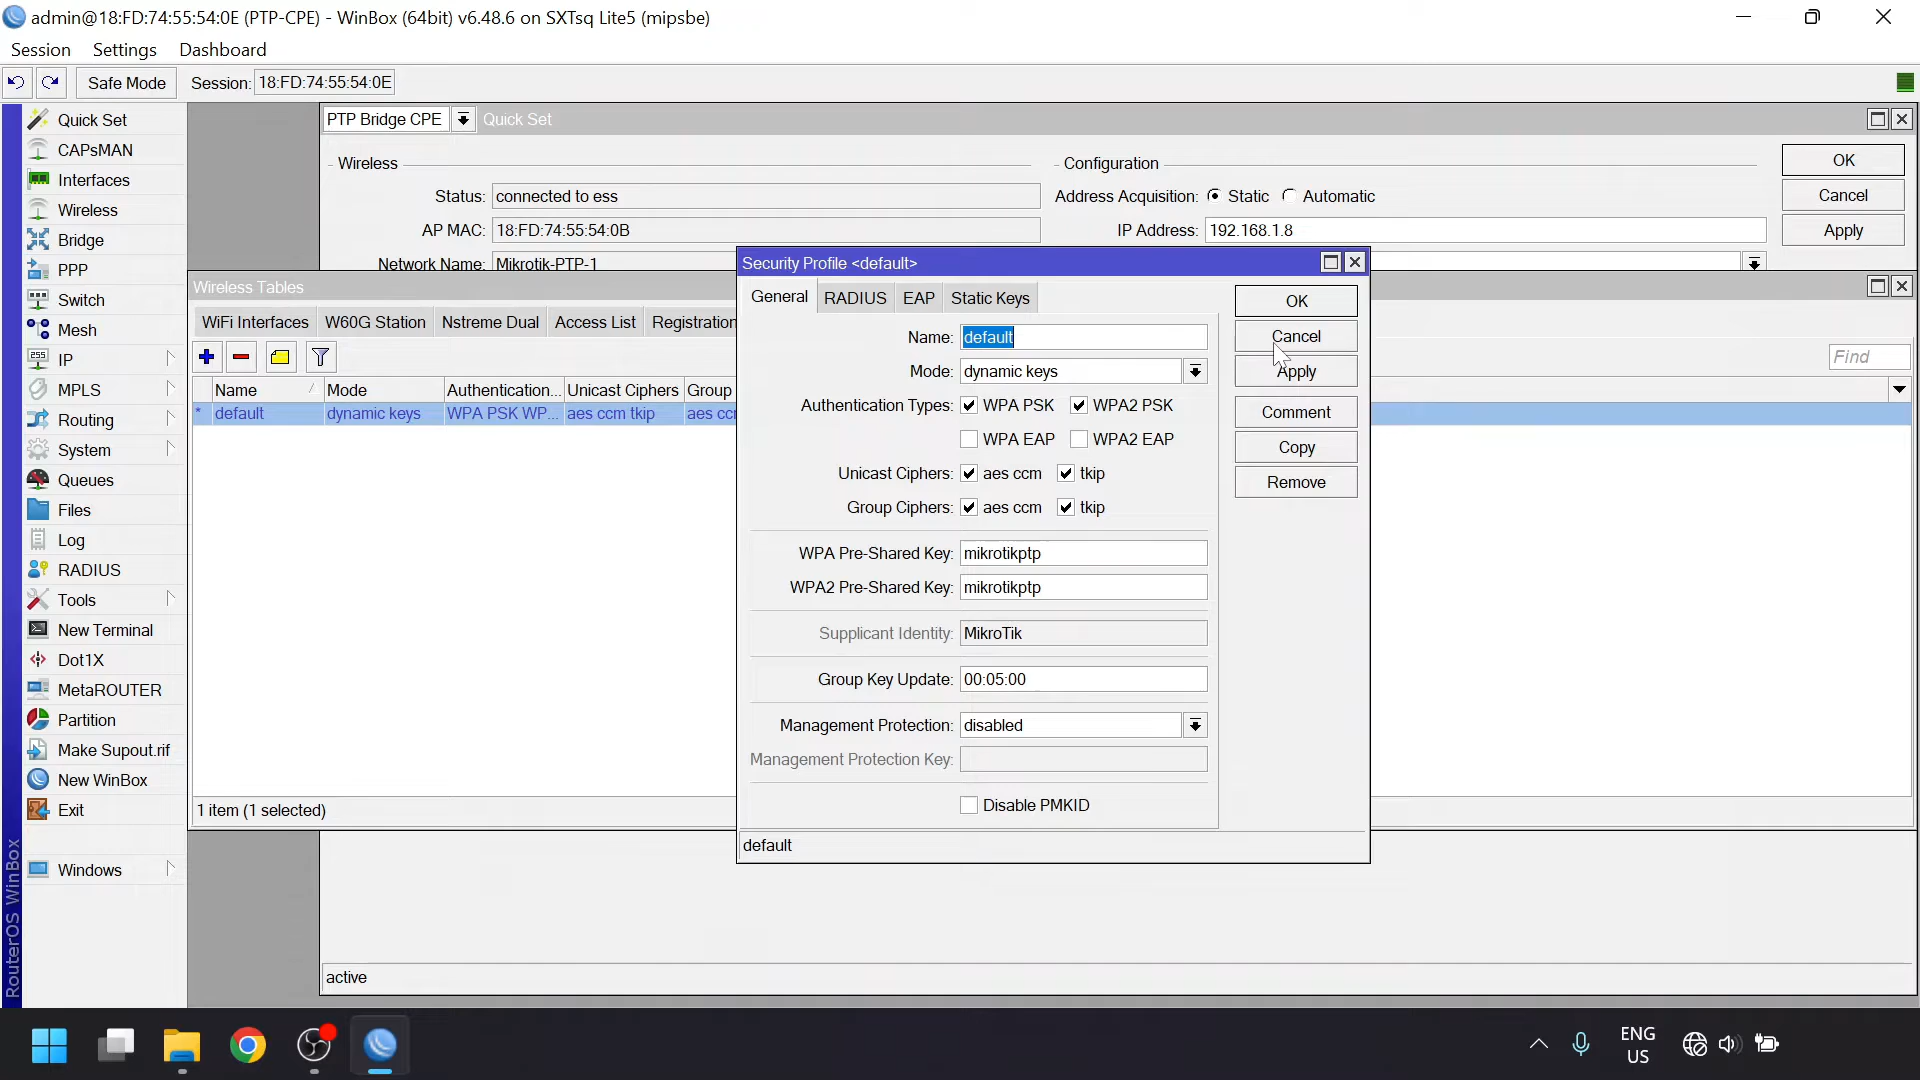 admin@18:FD:74:55:54:0E (PTP-CPE) - WinBox (64bit) v6.48.6 on SXTsq Lite5 (mipsbe)
Session Settings Dashboard
Safe Mode Session: 18:FD:74:55:54:0E
Quick Set
CAPsMAN
Interfaces
Wireless
Bridge
PPP
Switch
Mesh
IP
MPLS
Routing
System
Queues
Files
Log
RADIUS
Tools
New Terminal
Dot1X
MetaROUTER
Partition
Make Supout.rif
New WinBox
Exit
Windows
RouterOS WinBox
PTP Bridge CPE Quick Set
Wireless
Status: connected to ess
AP MAC: 18:FD:74:55:54:0B
Network Name: Mikrotik-PTP-1
Configuration
Address Acquisition: Static Automatic
IP Address: 192.168.1.8
OK
Cancel
Apply
Wireless Tables
WiFi Interfaces W60G Station Nstreme Dual Access List Registration
Find
Name Mode Authentication... Unicast Ciphers Group
* default dynamic keys WPA PSK WP... aes ccm tkip aes ccr
1 item (1 selected)
Security Profile <default>
General RADIUS EAP Static Keys
Name: default
Mode: dynamic keys
Authentication Types: WPA PSK WPA2 PSK
WPA EAP WPA2 EAP
Unicast Ciphers: aes ccm tkip
Group Ciphers: aes ccm tkip
WPA Pre-Shared Key: mikrotikptp
WPA2 Pre-Shared Key: mikrotikptp
Supplicant Identity: MikroTik
Group Key Update: 00:05:00
Management Protection: disabled
Management Protection Key:
Disable PMKID
default
OK
Cancel
Apply
Comment
Copy
Remove
active
ENG
US